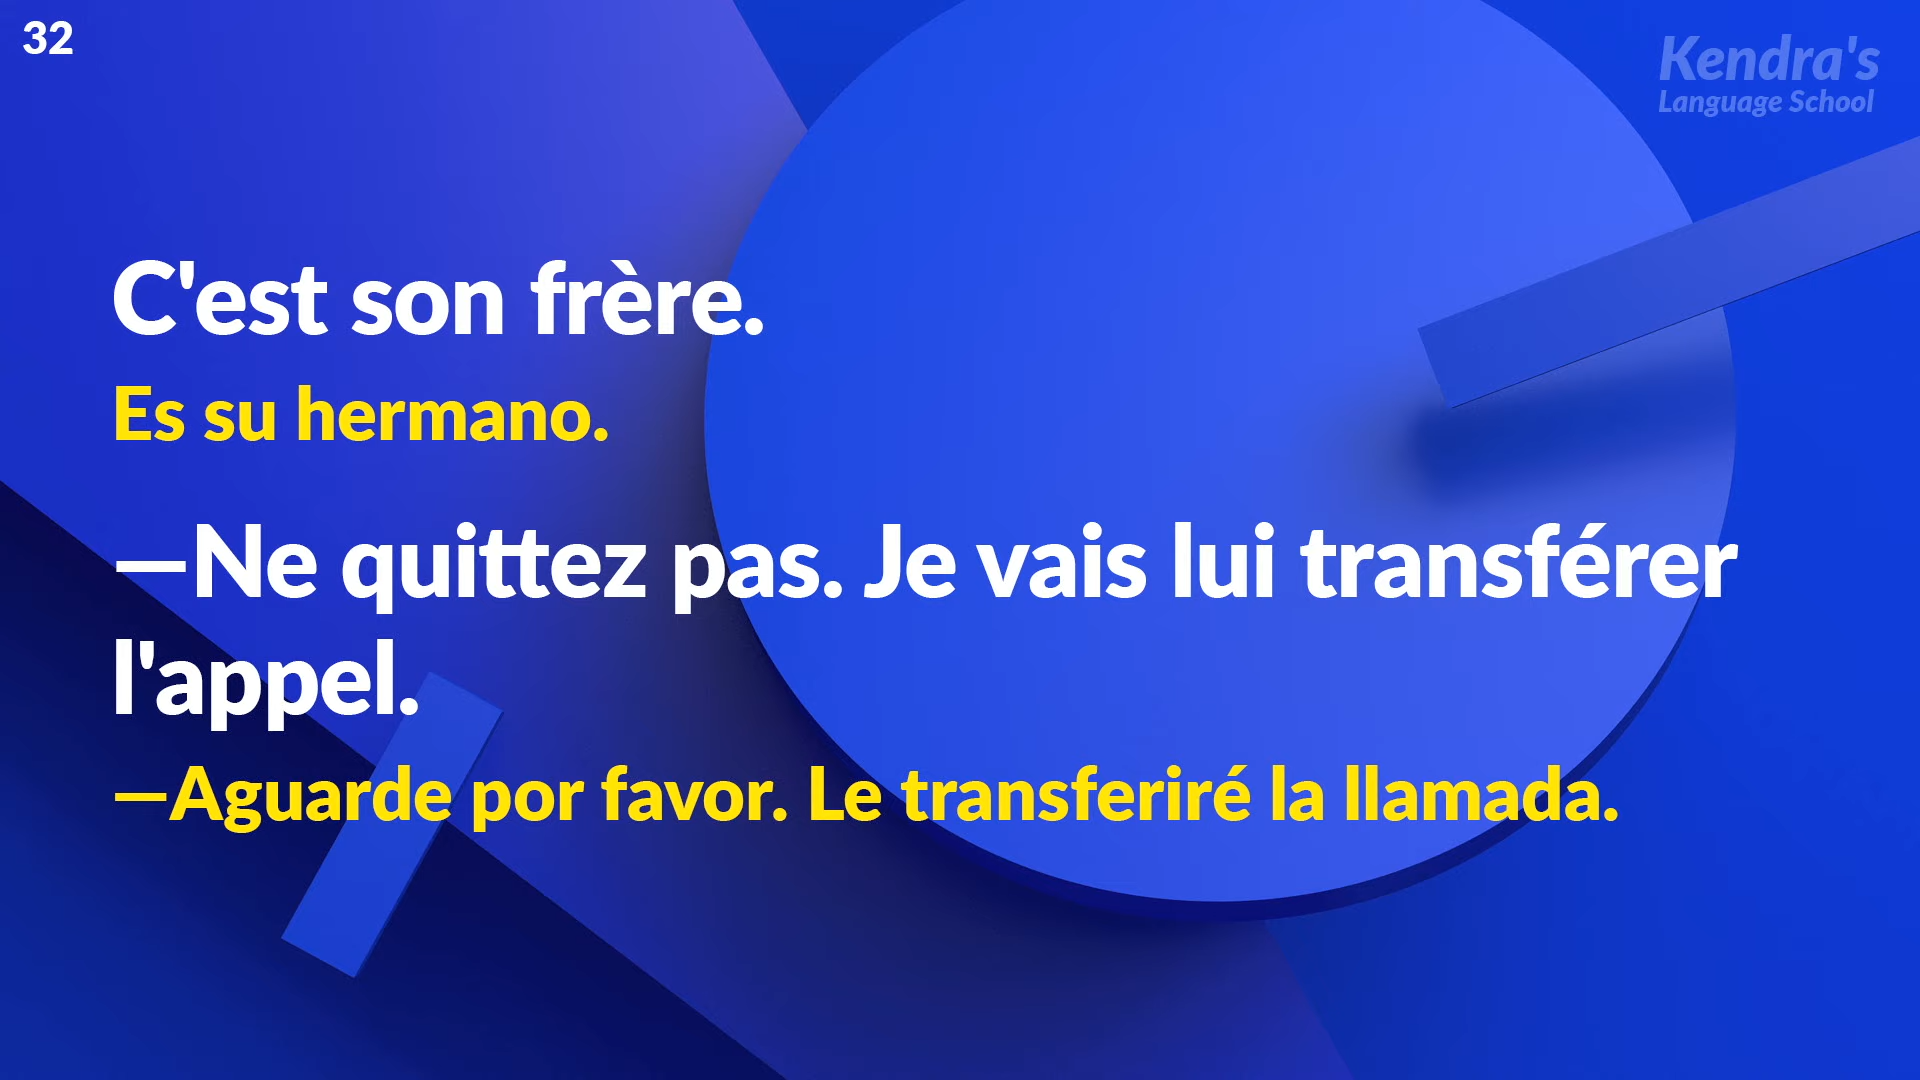 32
Kendra's
Language School
C'est son frère.
Es su hermano.
—Ne quittez pas. Je vais lui transférer
l'appel.
—Aguarde por favor. Le transferiré la llamada.